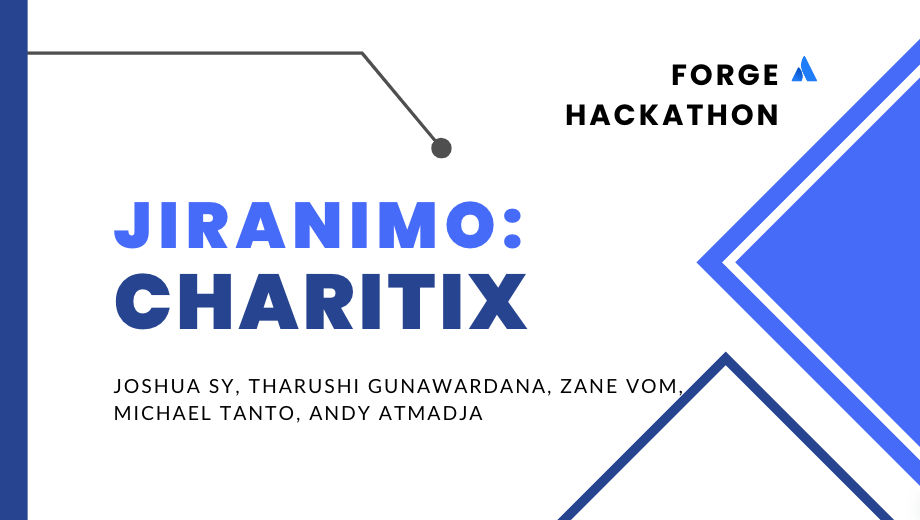 FORGE
HACKATHON
JIRANIMO:
CHARITIX
JOSHUA SY, THARUSHI GUNAWARDANA, ZANE VOM,
MICHAEL TANTO, ANDY ATMADJA